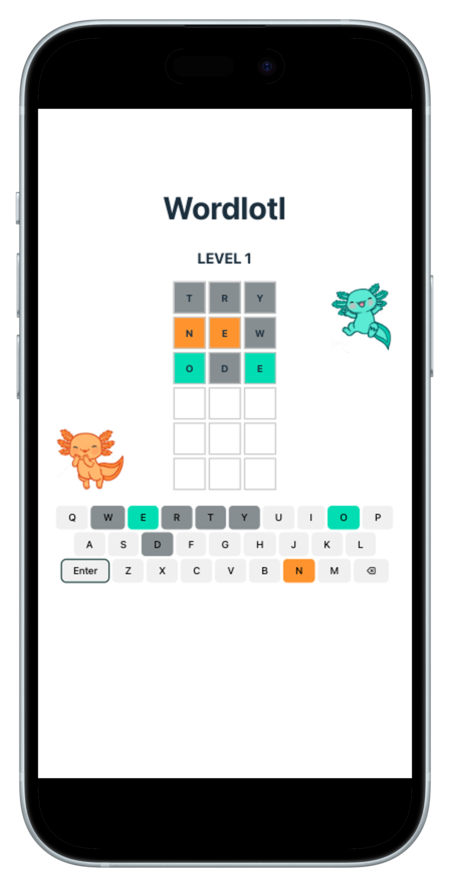 Wordlotl
LEVEL 1
T R Y
N E W
O D E
Q W E R T Y U I O P
A S D F G H J K L
Enter Z X C V B N M